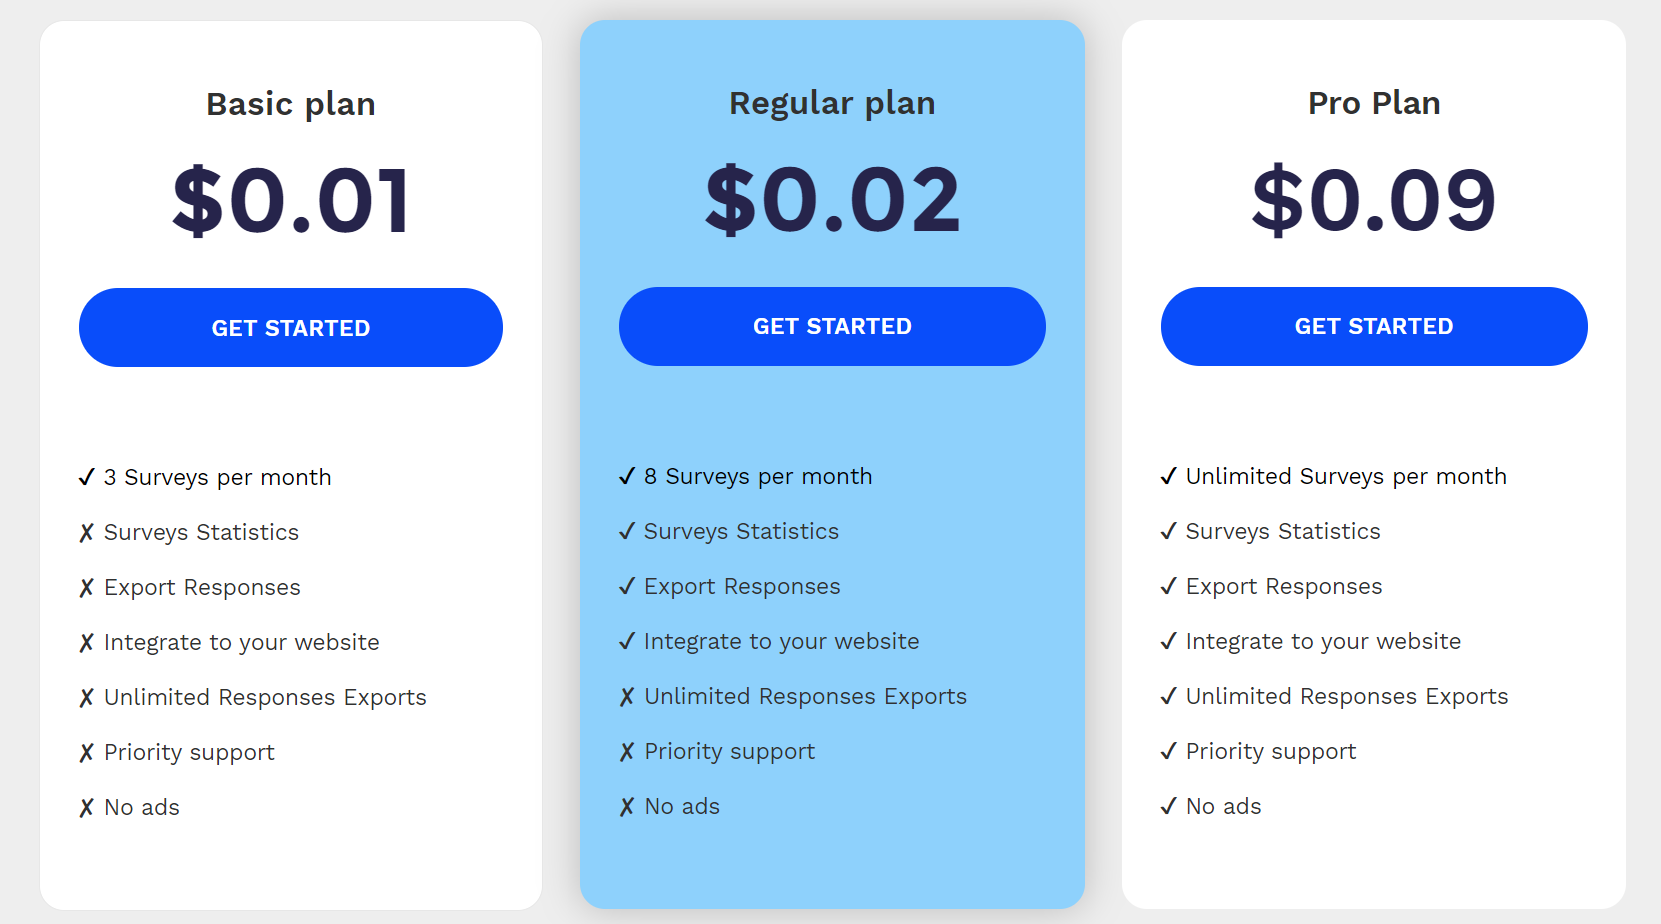 Basic plan
$0.01
GET STARTED
✓ 3 Surveys per month
✗ Surveys Statistics
✗ Export Responses
✗ Integrate to your website
✗ Unlimited Responses Exports
✗ Priority support
✗ No ads
Regular plan
$0.02
GET STARTED
✓ 8 Surveys per month
✓ Surveys Statistics
✓ Export Responses
✓ Integrate to your website
✗ Unlimited Responses Exports
✗ Priority support
✗ No ads
Pro Plan
$0.09
GET STARTED
✓ Unlimited Surveys per month
✓ Surveys Statistics
✓ Export Responses
✓ Integrate to your website
✓ Unlimited Responses Exports
✓ Priority support
✓ No ads